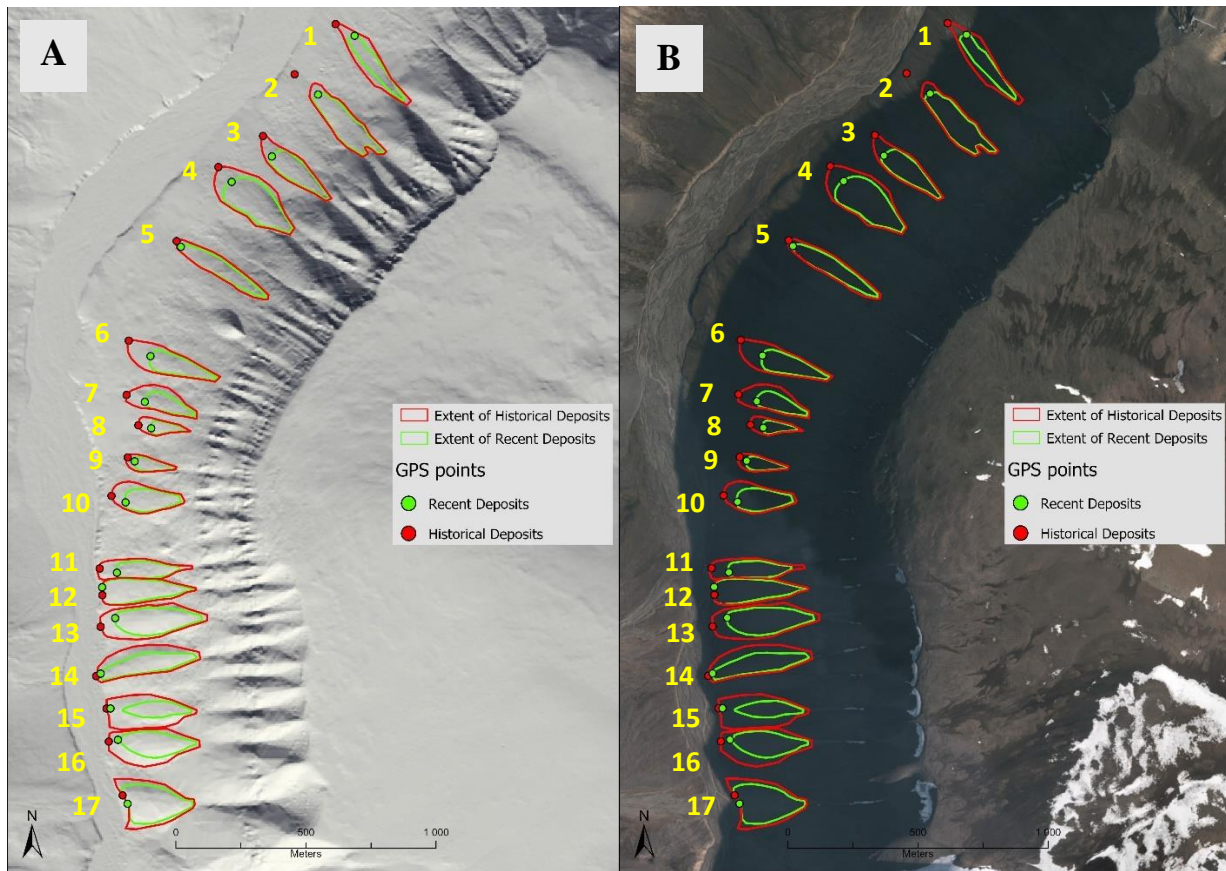 A
1
2
3
4
5
6
7
8
9
10
11
12
13
14
15
16
17
Extent of Historical Deposits
Extent of Recent Deposits
GPS points
Recent Deposits
Historical Deposits
N
0 500 1 000
Meters
B
1
2
3
4
5
6
7
8
9
10
11
12
13
14
15
16
17
Extent of Historical Deposits
Extent of Recent Deposits
GPS points
Recent Deposits
Historical Deposits
N
0 500 1 000
Meters